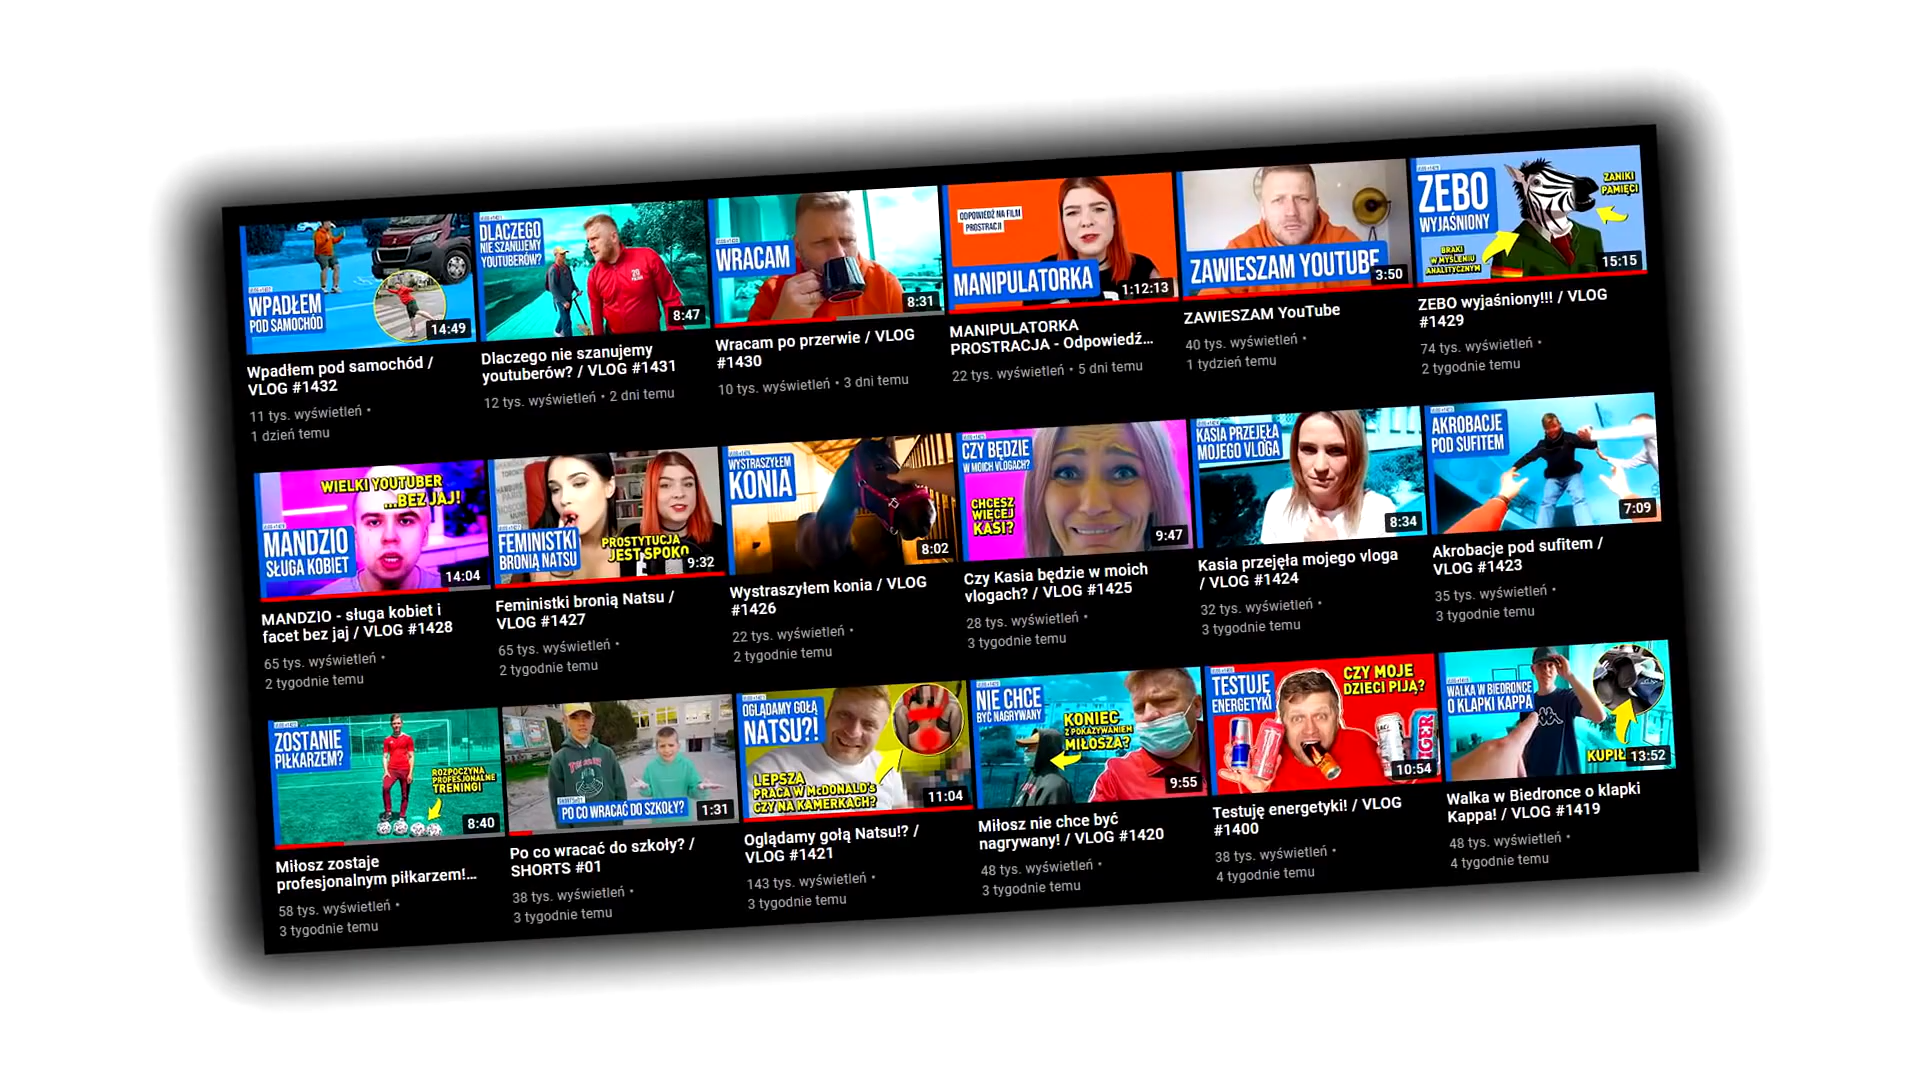 WPADŁEM
POD SAMOCHÓD
14:49
Wpadłem pod samochód /
VLOG #1432
11 tys. wyświetleń •
1 dzień temu
DLACZEGO
NIE SZANUJEMY
YOUTUBERÓW?
8:47
Dlaczego nie szanujemy
youtuberów? / VLOG #1431
12 tys. wyświetleń • 2 dni temu
WRACAM
8:31
Wracam po przerwie / VLOG
#1430
10 tys. wyświetleń • 3 dni temu
ODPOWIEDŹ NA FILM
PROSTRACJI
MANIPULATORKA
1:12:13
MANIPULATORKA
PROSTRACJA - Odpowiedź...
22 tys. wyświetleń • 5 dni temu
ZAWIESZAM YOUTUBE
3:50
ZAWIESZAM YouTube
40 tys. wyświetleń •
1 tydzień temu
ZEBO
WYJAŚNIONY
ZANIKI
PAMIĘCI
BRAKI
W MYŚLENIU
ANALITYCZNYM
15:15
ZEBO wyjaśniony!!! / VLOG
#1429
74 tys. wyświetleń •
2 tygodnie temu
WIELKI YOUTUBER
...BEZ JAJ!
MANDZIO
SŁUGA KOBIET
14:04
MANDZIO - sługa kobiet i
facet bez jaj / VLOG #1428
65 tys. wyświetleń •
2 tygodnie temu
TORONTO
HAMBURG
PARIS
FEMINISTKI
BRONIĄ NATSU
PROSTYTUCJA
JEST SPOKO
9:32
Feministki bronią Natsu /
VLOG #1427
65 tys. wyświetleń •
2 tygodnie temu
WYSTRASZYŁEM
KONIA
8:02
Wystraszyłem konia / VLOG
#1426
22 tys. wyświetleń •
2 tygodnie temu
CZY BĘDZIE
W MOICH VLOGACH?
CHCESZ
WIĘCEJ
KASI?
9:47
Czy Kasia będzie w moich
vlogach? / VLOG #1425
28 tys. wyświetleń •
3 tygodnie temu
KASIA PRZEJĘŁA
MOJEGO VLOGA
8:34
Kasia przejęła mojego vloga
/ VLOG #1424
32 tys. wyświetleń •
3 tygodnie temu
AKROBACJE
POD SUFITEM
7:09
Akrobacje pod sufitem /
VLOG #1423
35 tys. wyświetleń •
3 tygodnie temu
ZOSTANIE
PIŁKARZEM?
ROZPOCZYNA
PROFESJONALNE
TRENINGI
8:40
Miłosz zostaje
profesjonalnym piłkarzem!...
58 tys. wyświetleń •
3 tygodnie temu
PO CO WRACAĆ DO SZKOŁY?
1:31
Po co wracać do szkoły? /
SHORTS #01
38 tys. wyświetleń •
3 tygodnie temu
OGLĄDAMY GOŁĄ
NATSU?!
LEPSZA
PRACA W McDONALD's
CZY NA KAMERKACH?
11:04
Oglądamy gołą Natsu!? /
VLOG #1421
143 tys. wyświetleń •
3 tygodnie temu
NIE CHCE
BYĆ NAGRYWANY
KONIEC
Z POKAZYWANIEM
MIŁOSZA?
9:55
Miłosz nie chce być
nagrywany! / VLOG #1420
48 tys. wyświetleń •
3 tygodnie temu
TESTUJĘ
ENERGETYKI
CZY MOJE
DZIECI PIJĄ?
10:54
Testuję energetyki! / VLOG
#1400
38 tys. wyświetleń •
4 tygodnie temu
WALKA W BIEDRONCE
O KLAPKI KAPPA
KUPIŁ
13:52
Walka w Biedronce o klapki
Kappa! / VLOG #1419
48 tys. wyświetleń •
4 tygodnie temu